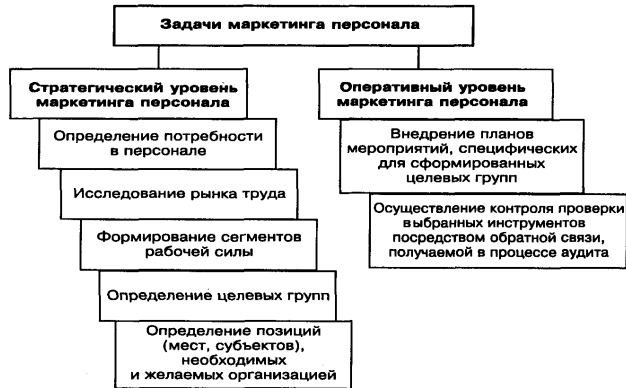 Задачи маркетинга персонала
Стратегический уровень
маркетинга персонала
Определение потребности
в персонале
Исследование рынка труда
Формирование сегментов
рабочей силы
Определение целевых групп
Определение позиций
(мест, субъектов),
необходимых
и желаемых организацией
Оперативный уровень
маркетинга персонала
Внедрение планов
мероприятий, специфических
для сформированных
целевых групп
Осуществление контроля проверки
выбранных инструментов
посредством обратной связи,
получаемой в процессе аудита